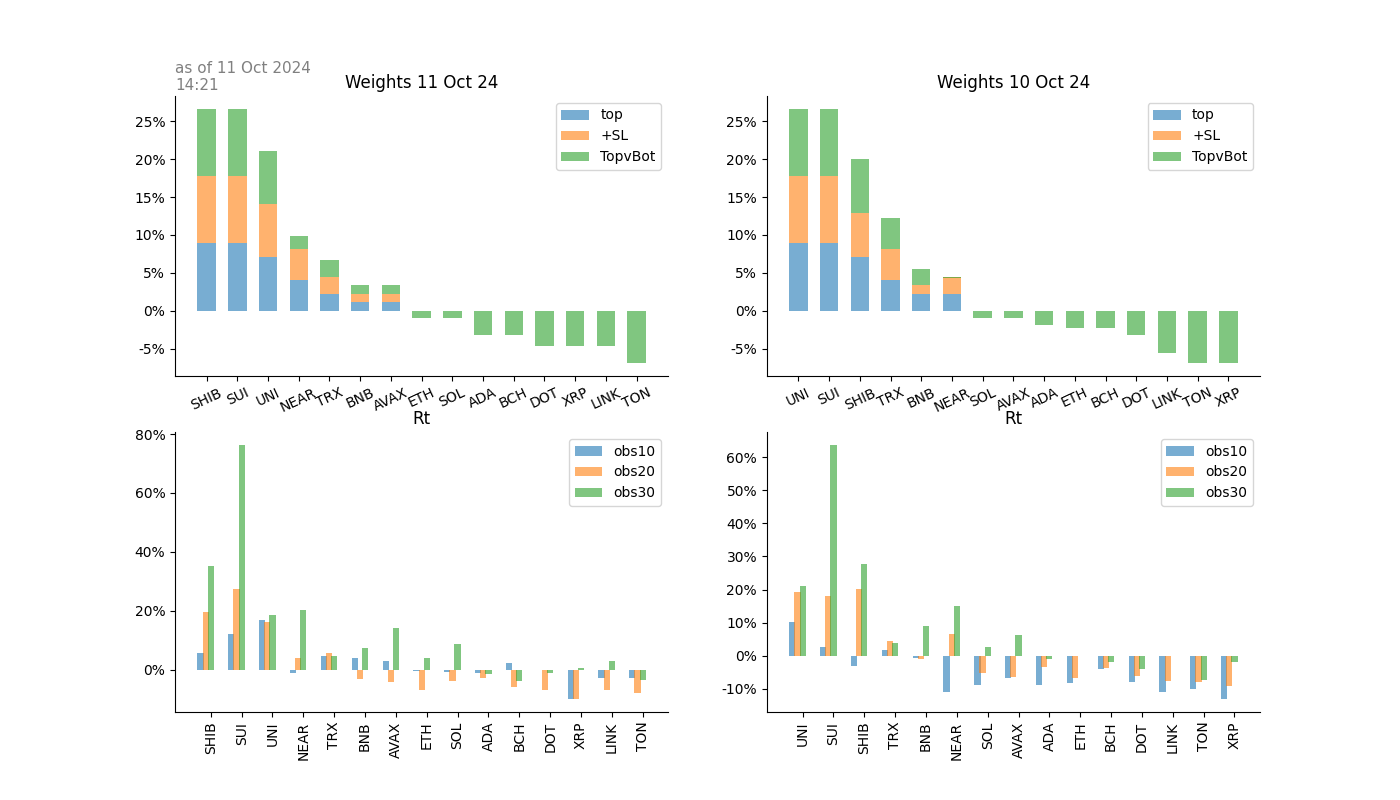 as of 11 Oct 2024
14:21
Weights 11 Oct 24
25%
20%
15%
10%
5%
0%
-5%
top
+SL
TopvBot
SHIB SUI UNI NEAR TRX BNB AVAX ETH SOL ADA BCH DOT XRP LINK TON
Weights 10 Oct 24
25%
20%
15%
10%
5%
0%
-5%
top
+SL
TopvBot
UNI SUI SHIB TRX BNB NEAR SOL AVAX ADA ETH BCH DOT LINK TON XRP
Rt
80%
60%
40%
20%
0%
obs10
obs20
obs30
SHIB SUI UNI NEAR TRX BNB AVAX ETH SOL ADA BCH DOT XRP LINK TON
Rt
60%
50%
40%
30%
20%
10%
0%
-10%
obs10
obs20
obs30
UNI SUI SHIB TRX BNB NEAR SOL AVAX ADA ETH BCH DOT LINK TON XRP